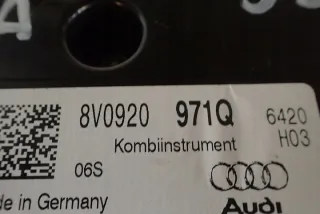 8V0920 971Q 6420
Kombiinstrument H03
06S
de in Germany
Audi